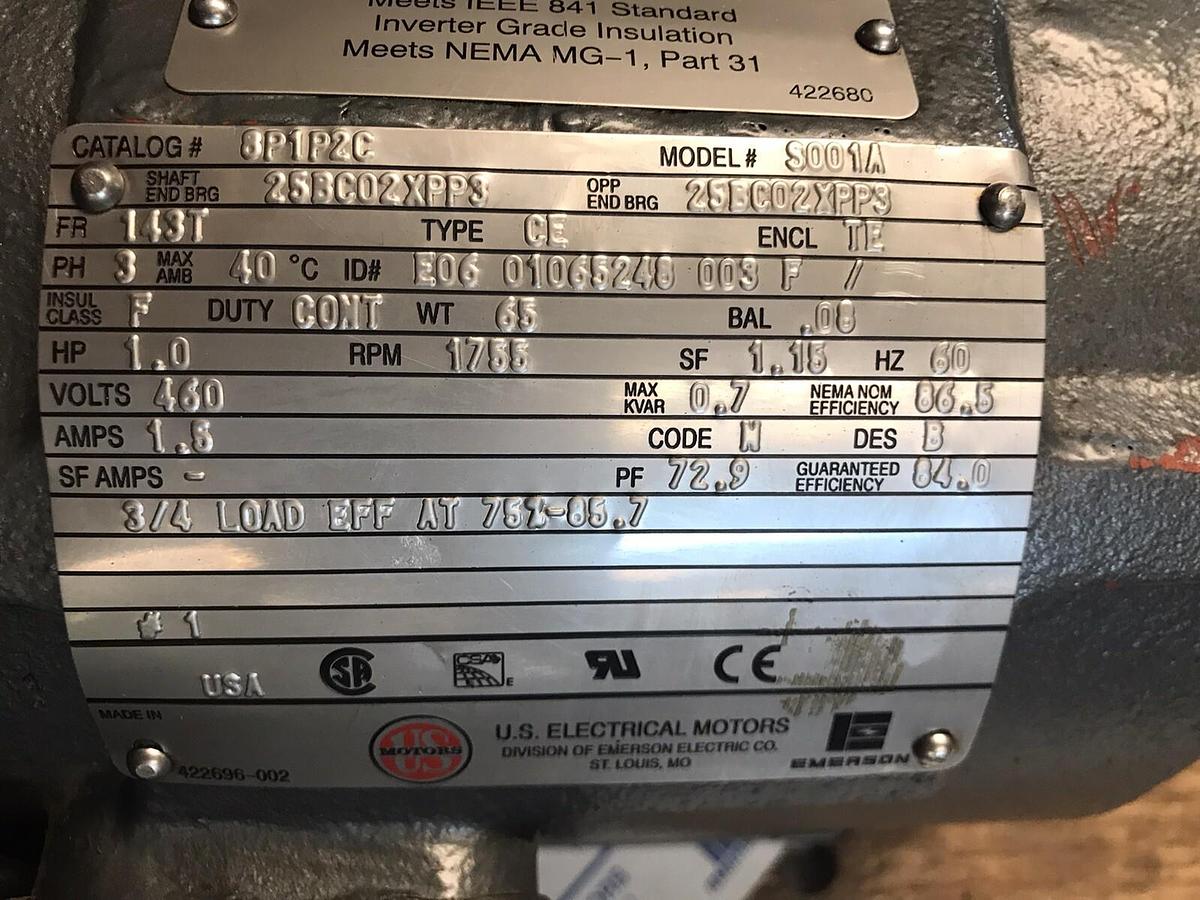 Meets IEEE 841 Standard
Inverter Grade Insulation
Meets NEMA MG-1, Part 31
422680
CATALOG # 8P1P2C MODEL # S001A
SHAFT END BRG 25BC02XPP3 OPP END BRG 25BC02XPP3
FR 143T TYPE CE ENCL TE
PH 3 MAX AMB 40 °C ID# E06 01065248 003 F /
INSUL CLASS F DUTY CONT WT 65 BAL .08
HP 1.0 RPM 1755 SF 1.15 HZ 60
VOLTS 460 MAX KVAR 0.7 NEMA NOM EFFICIENCY 86.5
AMPS 1.5 CODE N DES B
SF AMPS - PF 72.9 GUARANTEED EFFICIENCY 84.0
3/4 LOAD EFF AT 75%-85.7
# 1
USA SA CSA E RU CE
MADE IN
US MOTORS
U.S. ELECTRICAL MOTORS
DIVISION OF EMERSON ELECTRIC CO.
ST. LOUIS, MO
EMERSON
422696-002